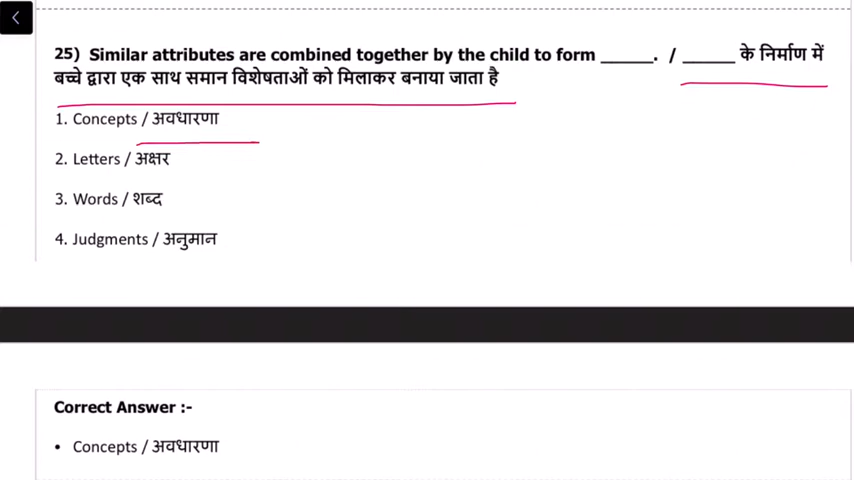 25) Similar attributes are combined together by the child to form ______. / ______ के निर्माण में
बच्चे द्वारा एक साथ समान विशेषताओं को मिलाकर बनाया जाता है
1. Concepts / अवधारणा
2. Letters / अक्षर
3. Words / शब्द
4. Judgments / अनुमान
Correct Answer :-
• Concepts / अवधारणा